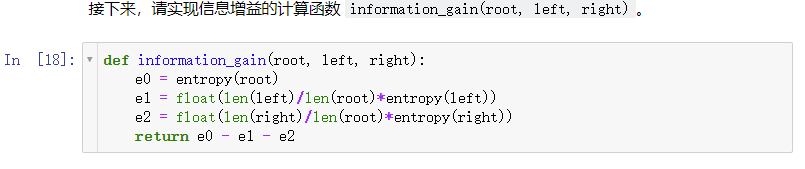 接下来，请实现信息增益的计算函数 information_gain(root, left, right) 。
In [18]:
def information_gain(root, left, right):
    e0 = entropy(root)
    e1 = float(len(left)/len(root)*entropy(left))
    e2 = float(len(right)/len(root)*entropy(right))
    return e0 - e1 - e2